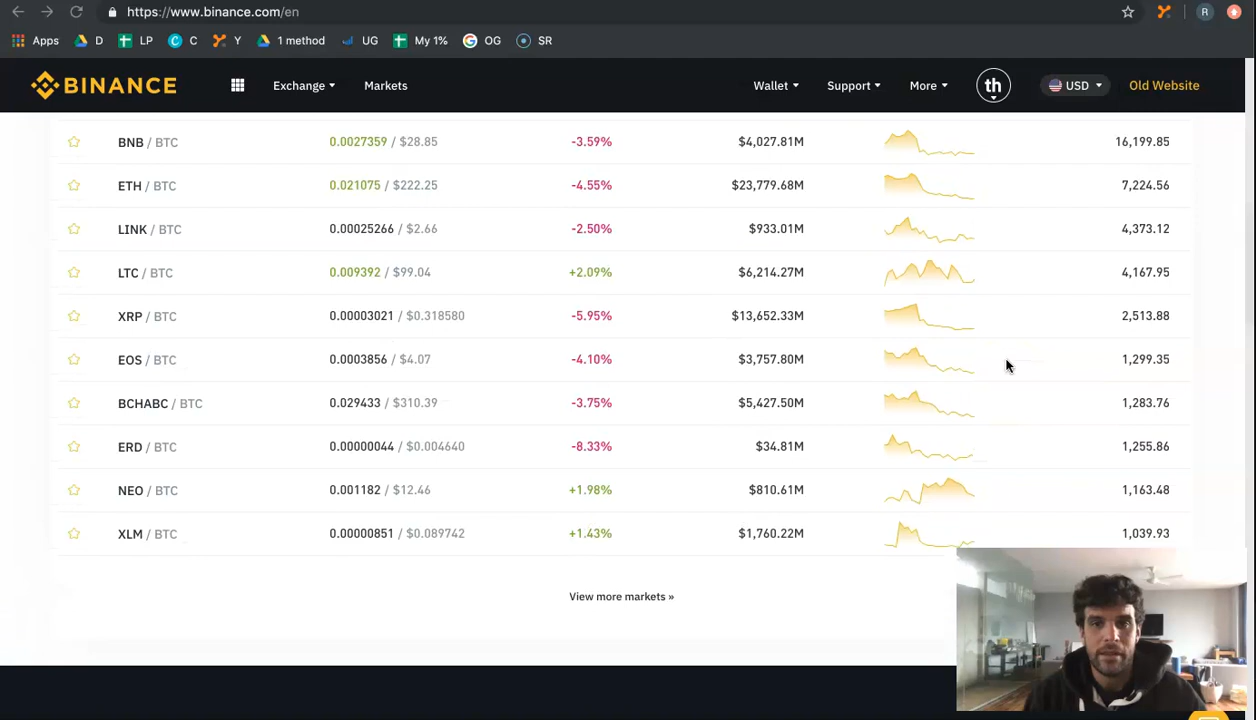 https://www.binance.com/en
R
Apps D LP C Y 1 method UG My 1% OG SR
BINANCE Exchange Markets Wallet Support More th USD Old Website
BNB / BTC 0.0027359 / $28.85 -3.59% $4,027.81M 16,199.85
ETH / BTC 0.021075 / $222.25 -4.55% $23,779.68M 7,224.56
LINK / BTC 0.00025266 / $2.66 -2.50% $933.01M 4,373.12
LTC / BTC 0.009392 / $99.04 +2.09% $6,214.27M 4,167.95
XRP / BTC 0.00003021 / $0.318580 -5.95% $13,652.33M 2,513.88
EOS / BTC 0.0003856 / $4.07 -4.10% $3,757.80M 1,299.35
BCHABC / BTC 0.029433 / $310.39 -3.75% $5,427.50M 1,283.76
ERD / BTC 0.00000044 / $0.004640 -8.33% $34.81M 1,255.86
NEO / BTC 0.001182 / $12.46 +1.98% $810.61M 1,163.48
XLM / BTC 0.00000851 / $0.089742 +1.43% $1,760.22M 1,039.93
View more markets »